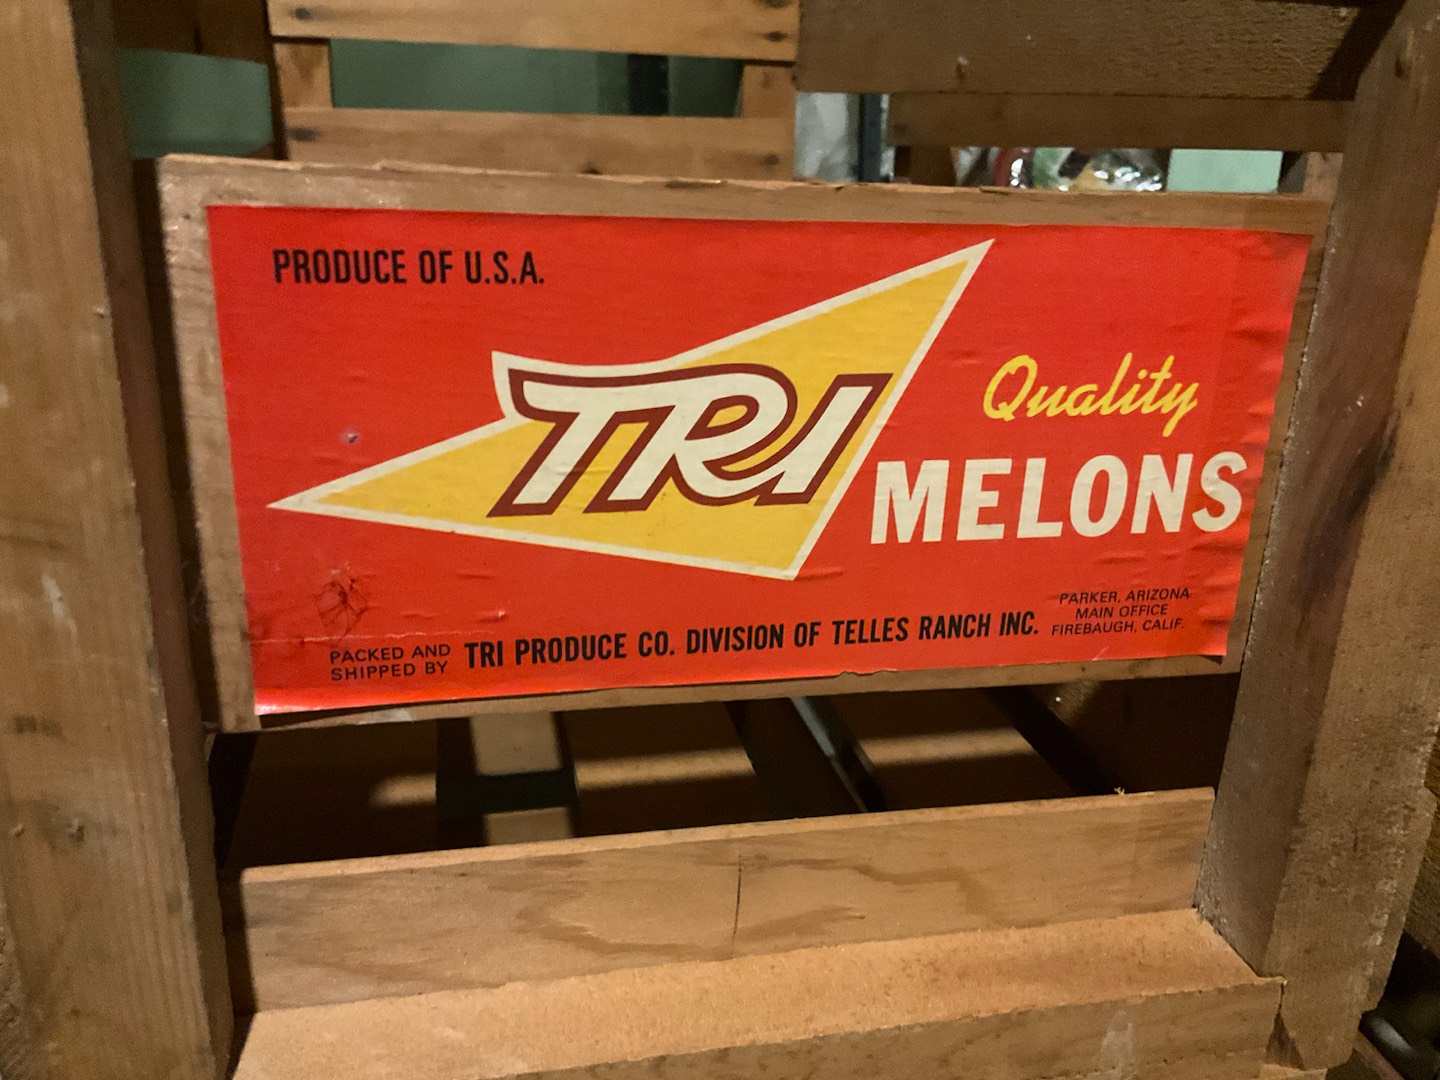 PRODUCE OF U.S.A.
TRI
Quality
MELONS
PACKED AND
SHIPPED BY
TRI PRODUCE CO. DIVISION OF TELLES RANCH INC.
PARKER, ARIZONA
MAIN OFFICE
FIREBAUGH, CALIF.